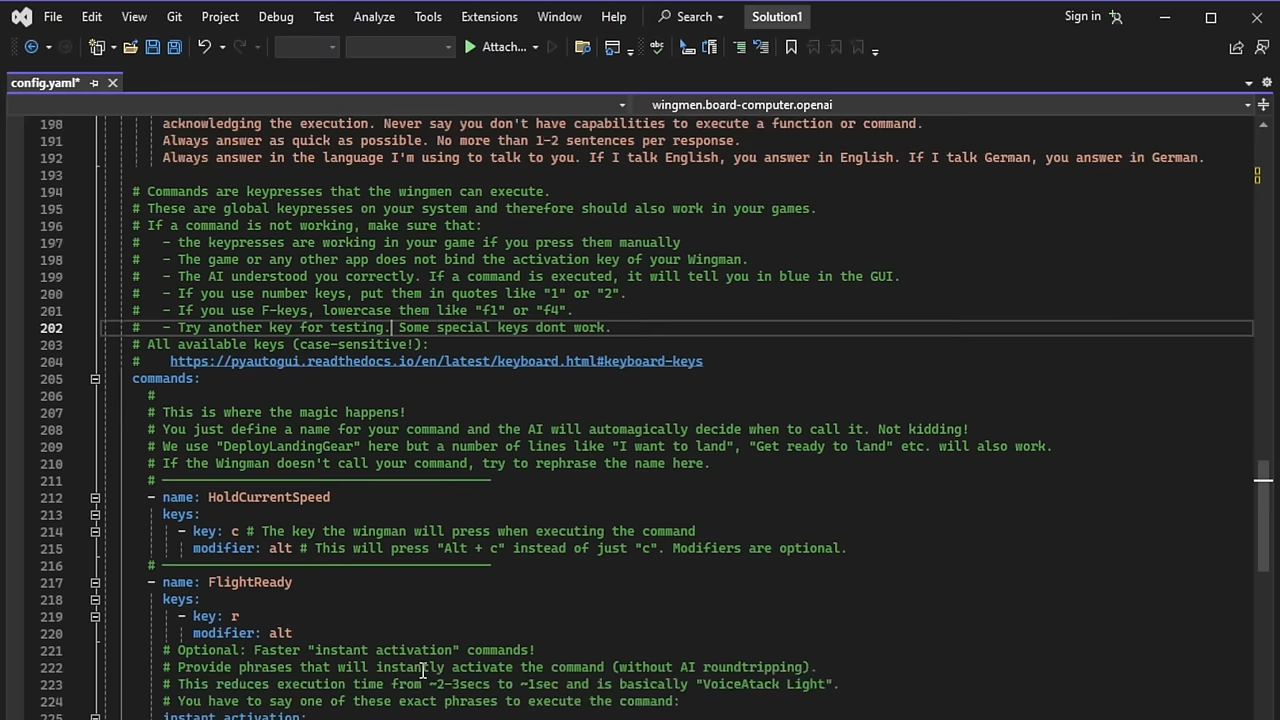 File Edit View Git Project Debug Test Analyze Tools Extensions Window Help Search Solution1 Sign in
Attach...
config.yaml*
wingmen.board-computer.openai
198 acknowledging the execution. Never say you don't have capabilities to execute a function or command.
191 Always answer as quick as possible. No more than 1-2 sentences per response.
192 Always answer in the language I'm using to talk to you. If I talk English, you answer in English. If I talk German, you answer in German.
193
194 # Commands are keypresses that the wingmen can execute.
195 # These are global keypresses on your system and therefore should also work in your games.
196 # If a command is not working, make sure that:
197 # - the keypresses are working in your game if you press them manually
198 # - The game or any other app does not bind the activation key of your Wingman.
199 # - The AI understood you correctly. If a command is executed, it will tell you in blue in the GUI.
200 # - If you use number keys, put them in quotes like "1" or "2".
201 # - If you use F-keys, lowercase them like "f1" or "f4".
202 # - Try another key for testing. Some special keys dont work.
203 # All available keys (case-sensitive!):
204 # https://pyautogui.readthedocs.io/en/latest/keyboard.html#keyboard-keys
205 commands:
206 #
207 # This is where the magic happens!
208 # You just define a name for your command and the AI will automagically decide when to call it. Not kidding!
209 # We use "DeployLandingGear" here but a number of lines like "I want to land", "Get ready to land" etc. will also work.
210 # If the Wingman doesn't call your command, try to rephrase the name here.
211 # ───────────────────────────────
212 - name: HoldCurrentSpeed
213 keys:
214 - key: c # The key the wingman will press when executing the command
215 modifier: alt # This will press "Alt + c" instead of just "c". Modifiers are optional.
216 # ───────────────────────────────
217 - name: FlightReady
218 keys:
219 - key: r
220 modifier: alt
221 # Optional: Faster "instant activation" commands!
222 # Provide phrases that will instantly activate the command (without AI roundtripping).
223 # This reduces execution time from ~2-3secs to ~1sec and is basically "VoiceAtack Light".
224 # You have to say one of these exact phrases to execute the command:
225 instant_activation: